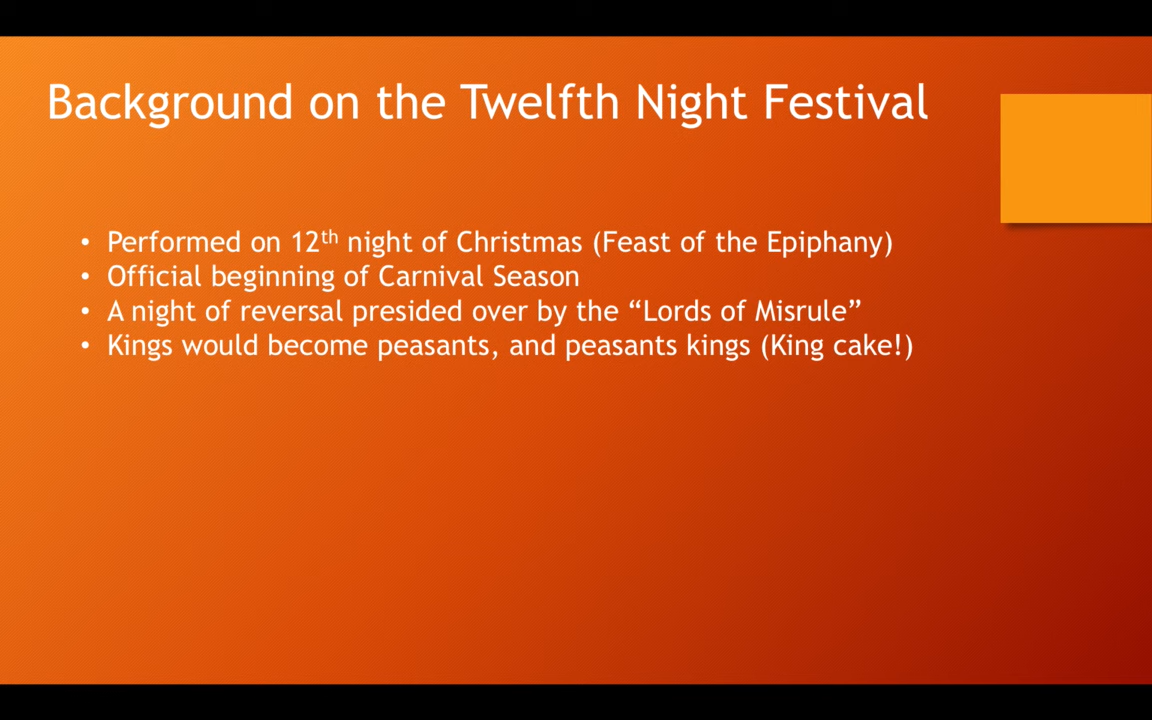 Background on the Twelfth Night Festival
• Performed on 12th night of Christmas (Feast of the Epiphany)
• Official beginning of Carnival Season
• A night of reversal presided over by the “Lords of Misrule”
• Kings would become peasants, and peasants kings (King cake!)